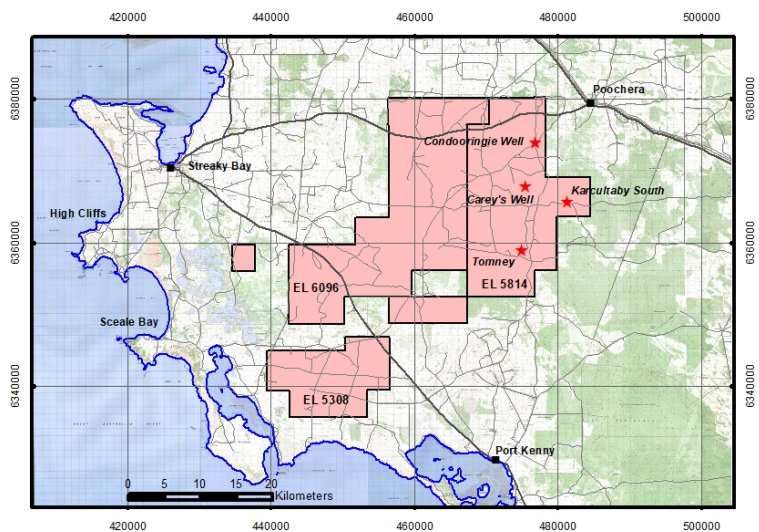 420000 440000 460000 480000 500000
6380000 6380000
Poochera
Condooringie Well
Streaky Bay
Karcultaby South
Carey's Well
High Cliffs
6360000 6360000
Tomney
EL 6096 EL 5814
Sceale Bay
6340000 6340000
EL 5308
Port Kenny
0 5 10 15 20
Kilometers
420000 440000 460000 480000 500000